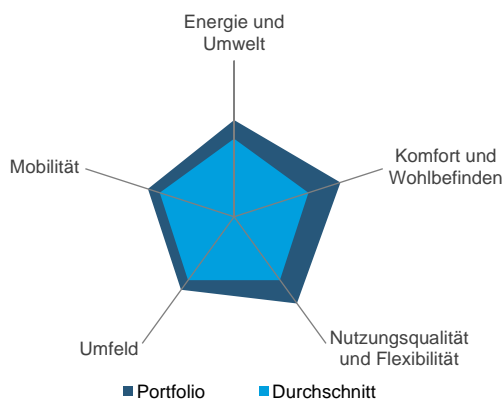 Energie und
Umwelt
Mobilität
Komfort und
Wohlbefinden
Umfeld
Nutzungsqualität
und Flexibilität
Portfolio
Durchschnitt